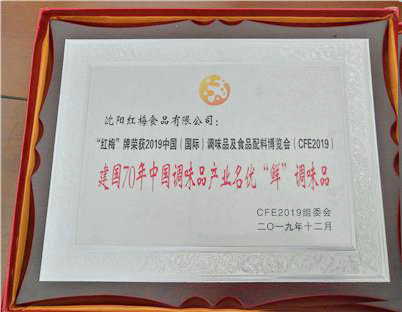 沈阳红梅食品有限公司：
“红梅”牌荣获2019中国（国际）调味品及食品配料博览会（CFE2019）
建国70年中国调味品产业名优“鲜”调味品
CFE2019组委会
二〇一九年十二月